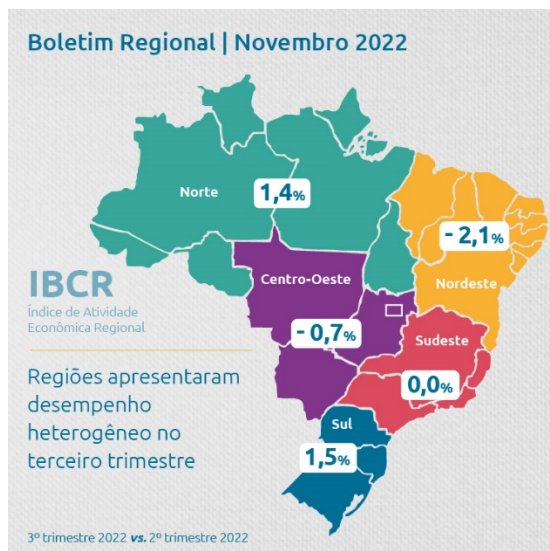 Boletim Regional | Novembro 2022
Norte
1,4%
- 2,1%
Nordeste
Centro-Oeste
- 0,7%
Sudeste
0,0%
Sul
1,5%
IBCR
Índice de Atividade
Econômica Regional
Regiões apresentaram
desempenho
heterogêneo no
terceiro trimestre
3º trimestre 2022 vs. 2º trimestre 2022